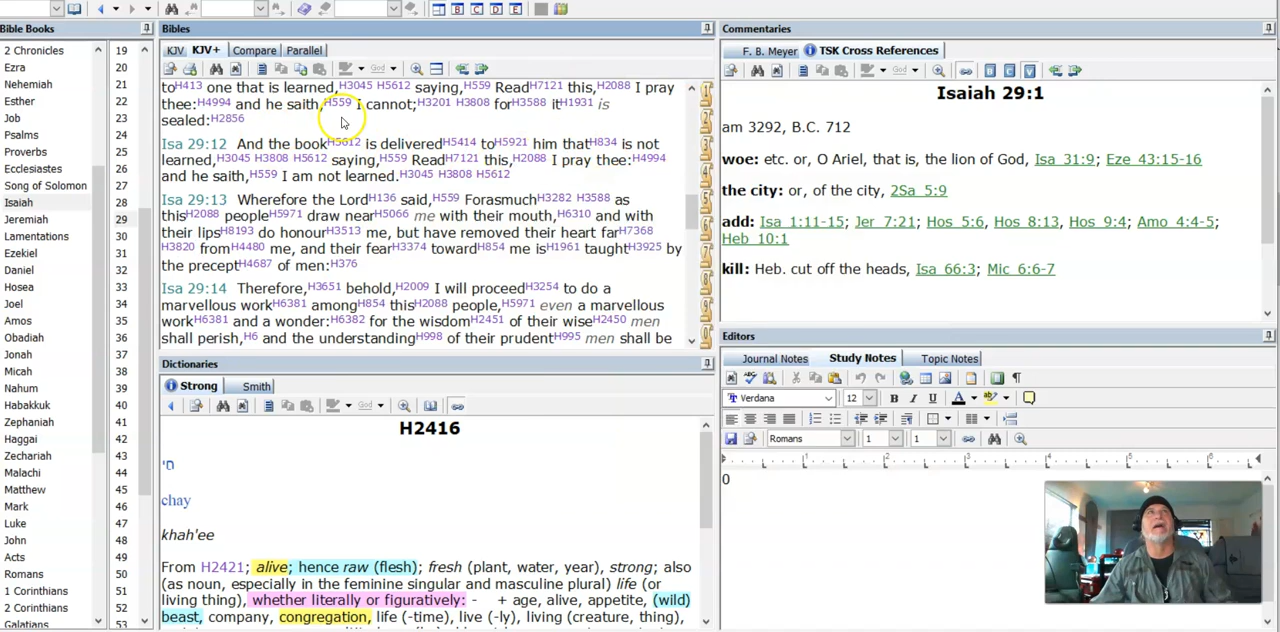 B C D E
Bible Books
2 Chronicles
Ezra
Nehemiah
Esther
Job
Psalms
Proverbs
Ecclesiastes
Song of Solomon
Isaiah
Jeremiah
Lamentations
Ezekiel
Daniel
Hosea
Joel
Amos
Obadiah
Jonah
Micah
Nahum
Habakkuk
Zephaniah
Haggai
Zechariah
Malachi
Matthew
Mark
Luke
John
Acts
Romans
1 Corinthians
2 Corinthians
Galatians
19
20
21
22
23
24
25
26
27
28
29
30
31
32
33
34
35
36
37
38
39
40
41
42
43
44
45
46
47
48
49
50
51
52
53
Bibles
KJV KJV+ Compare Parallel
God
toH413 one that is learned,H3045 H5612 saying,H559 ReadH7121 this,H2088 I pray
thee:H4994 and he saith,H559 I cannot;H3201 H3808 forH3588 itH1931 is
sealed:H2856
Isa 29:12 And the bookH5612 is deliveredH5414 toH5921 him thatH834 is not
learned,H3045 H3808 H5612 saying,H559 ReadH7121 this,H2088 I pray thee:H4994
and he saith,H559 I am not learned.H3045 H3808 H5612
Isa 29:13 Wherefore the LordH136 said,H559 ForasmuchH3282 H3588 as
thisH2088 peopleH5971 draw nearH5066 me with their mouth,H6310 and with
their lipsH8193 do honourH3513 me, but have removed their heart farH7368
H3820 fromH4480 me, and their fearH3374 towardH854 me isH1961 taughtH3925 by
the preceptH4687 of men:H376
Isa 29:14 Therefore,H3651 behold,H2009 I will proceedH3254 to do a
marvellous workH6381 amongH854 thisH2088 people,H5971 even a marvellous
workH6381 and a wonder:H6382 for the wisdomH2451 of their wiseH2450 men
shall perish,H6 and the understandingH998 of their prudentH995 men shall be
Dictionaries
Strong Smith
God
H2416
חי
chay
khah'ee
From H2421; alive; hence raw (flesh); fresh (plant, water, year), strong; also
(as noun, especially in the feminine singular and masculine plural) life (or
living thing), whether literally or figuratively: - + age, alive, appetite, (wild)
beast, company, congregation, life (-time), live (-ly), living (creature, thing),
Commentaries
F. B. Meyer TSK Cross References
God B C V
Isaiah 29:1
am 3292, B.C. 712
woe: etc. or, O Ariel, that is, the lion of God, Isa 31:9; Eze 43:15-16
the city: or, of the city, 2Sa 5:9
add: Isa 1:11-15; Jer 7:21; Hos 5:6, Hos 8:13, Hos 9:4; Amo 4:4-5;
Heb 10:1
kill: Heb. cut off the heads, Isa 66:3; Mic 6:6-7
Editors
Journal Notes Study Notes Topic Notes
Verdana 12 B I U A ab
Romans 1 1
1 2 3 4 5 6
0